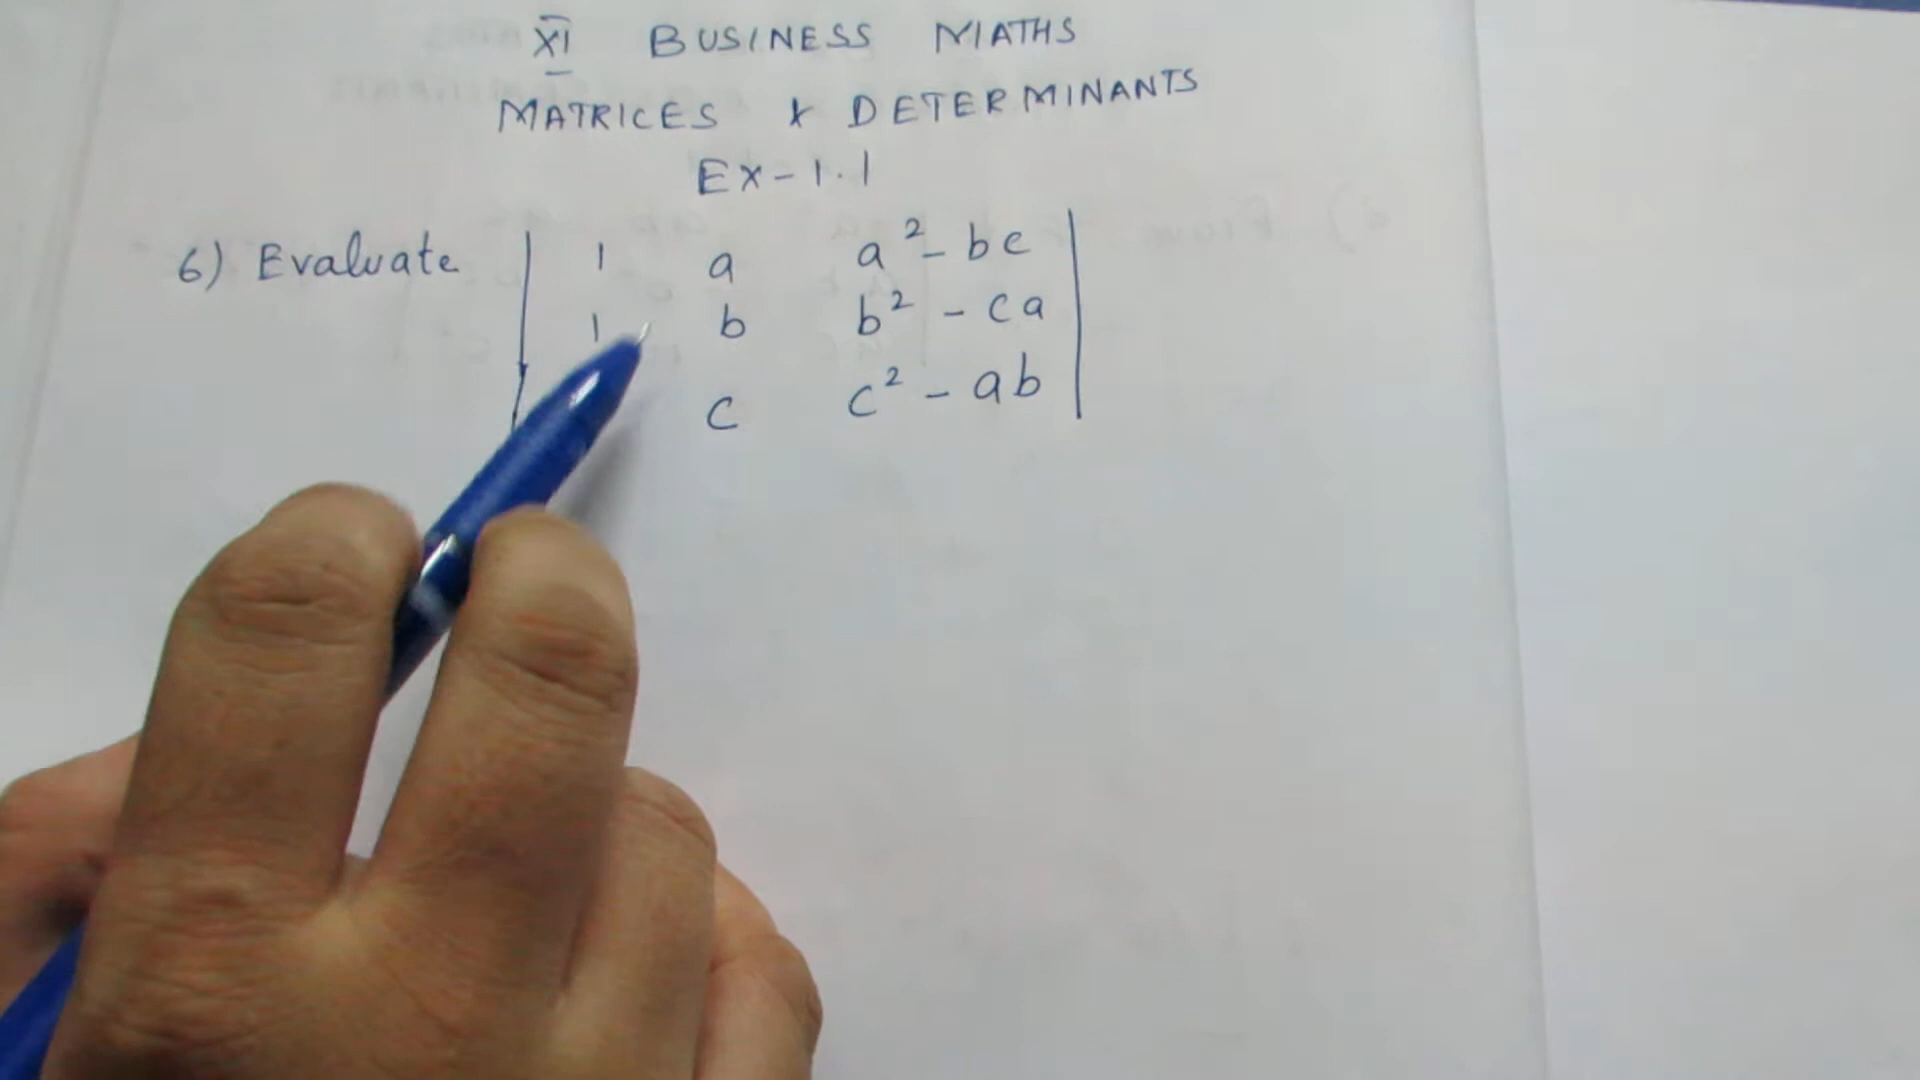 XI BUSINESS MATHS
MATRICES & DETERMINANTS
Ex-1.1
6) Evaluate | 1 a a² - bc |
| 1 b b² - ca |
| c c² - ab |